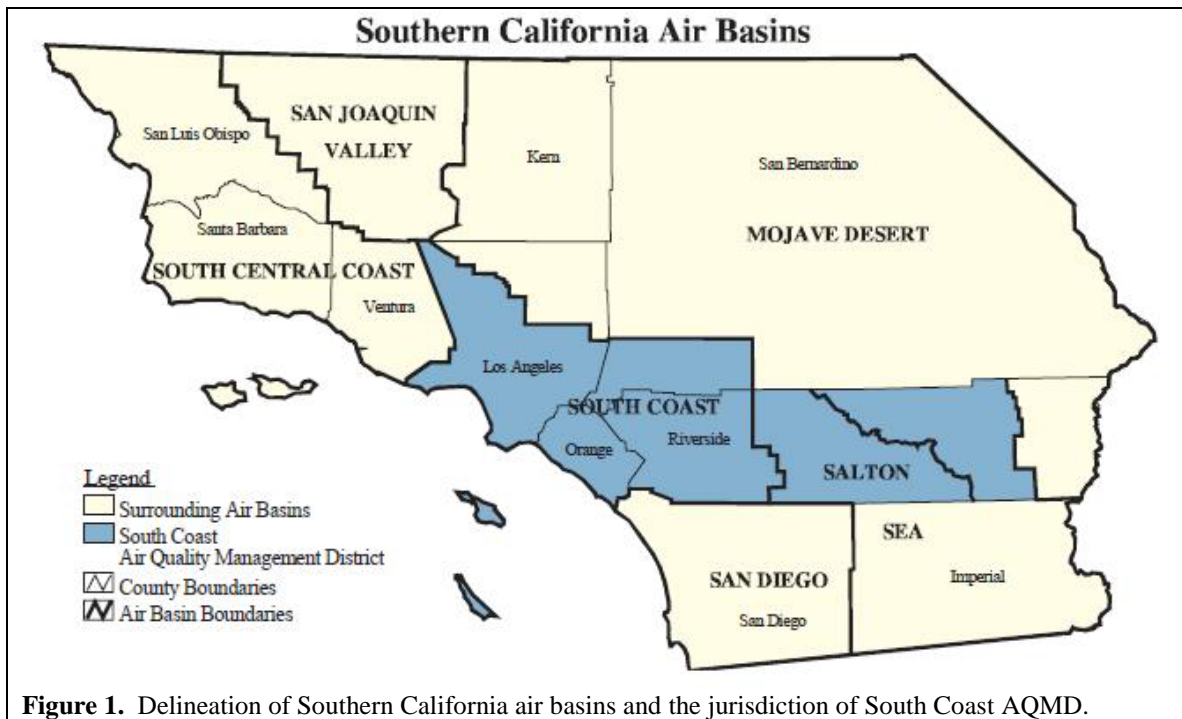 Southern California Air Basins
SAN JOAQUIN
VALLEY
San Luis Obispo
Kern
San Bernardino
MOJAVE DESERT
Santa Barbara
SOUTH CENTRAL COAST
Ventura
Los Angeles
SOUTH COAST
Orange
Riverside
SALTON
SEA
Imperial
SAN DIEGO
San Diego
Legend
Surrounding Air Basins
South Coast
Air Quality Management District
County Boundaries
Air Basin Boundaries
Figure 1. Delineation of Southern California air basins and the jurisdiction of South Coast AQMD.